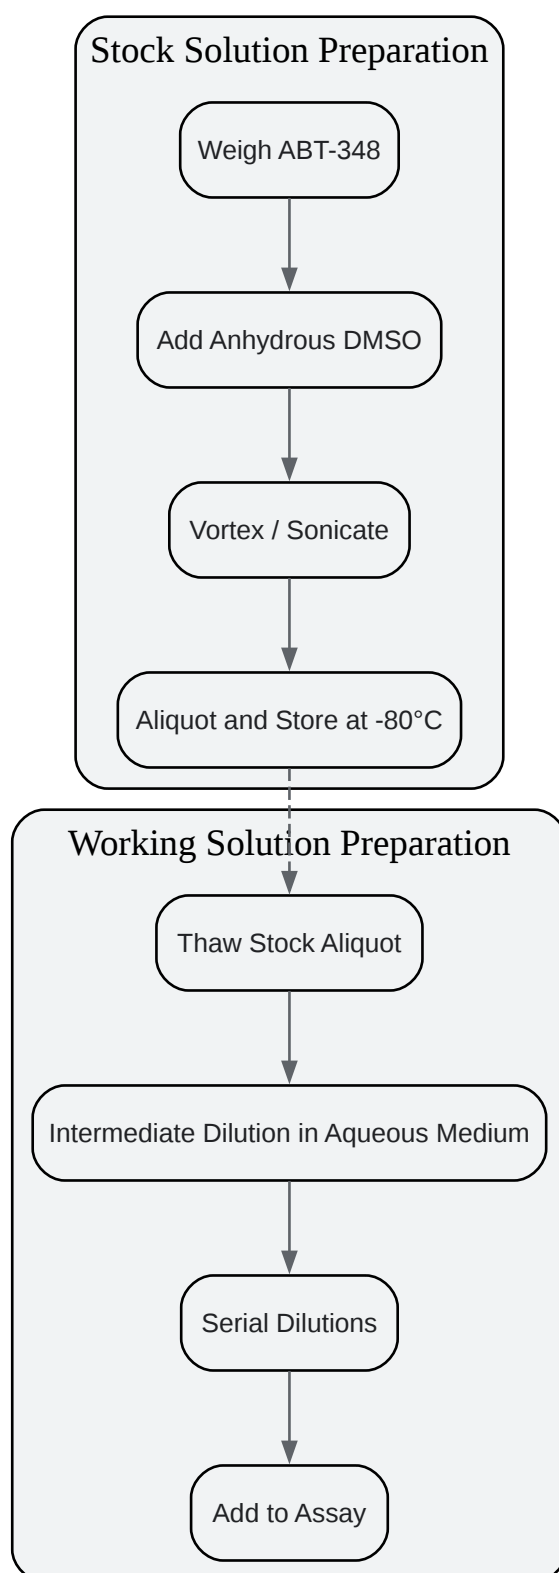 Stock Solution Preparation
Weigh ABT-348
Add Anhydrous DMSO
Vortex / Sonicate
Aliquot and Store at -80°C
Working Solution Preparation
Thaw Stock Aliquot
Intermediate Dilution in Aqueous Medium
Serial Dilutions
Add to Assay